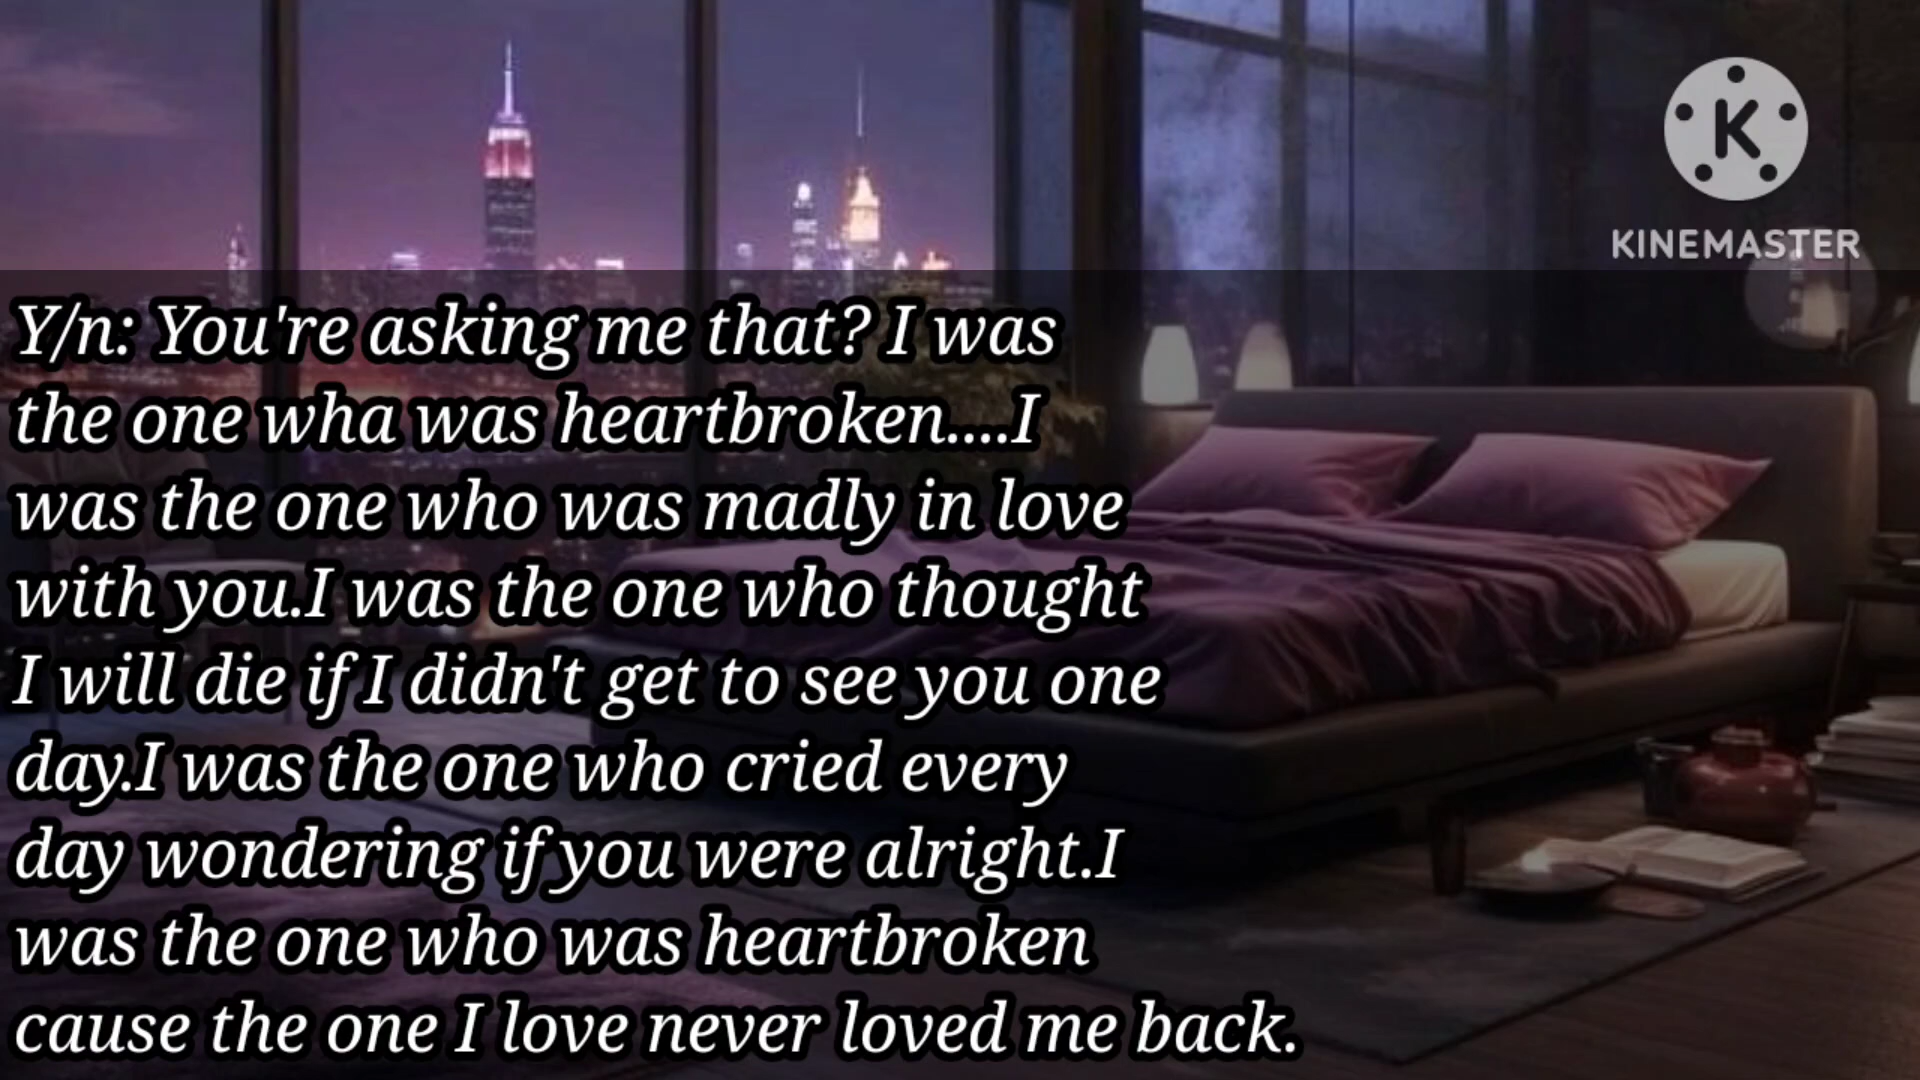 KINEMASTER
Y/n: You're asking me that? I was
the one wha was heartbroken....I
was the one who was madly in love
with you.I was the one who thought
I will die if I didn't get to see you one
day.I was the one who cried every
day wondering if you were alright.I
was the one who was heartbroken
cause the one I love never loved me back.